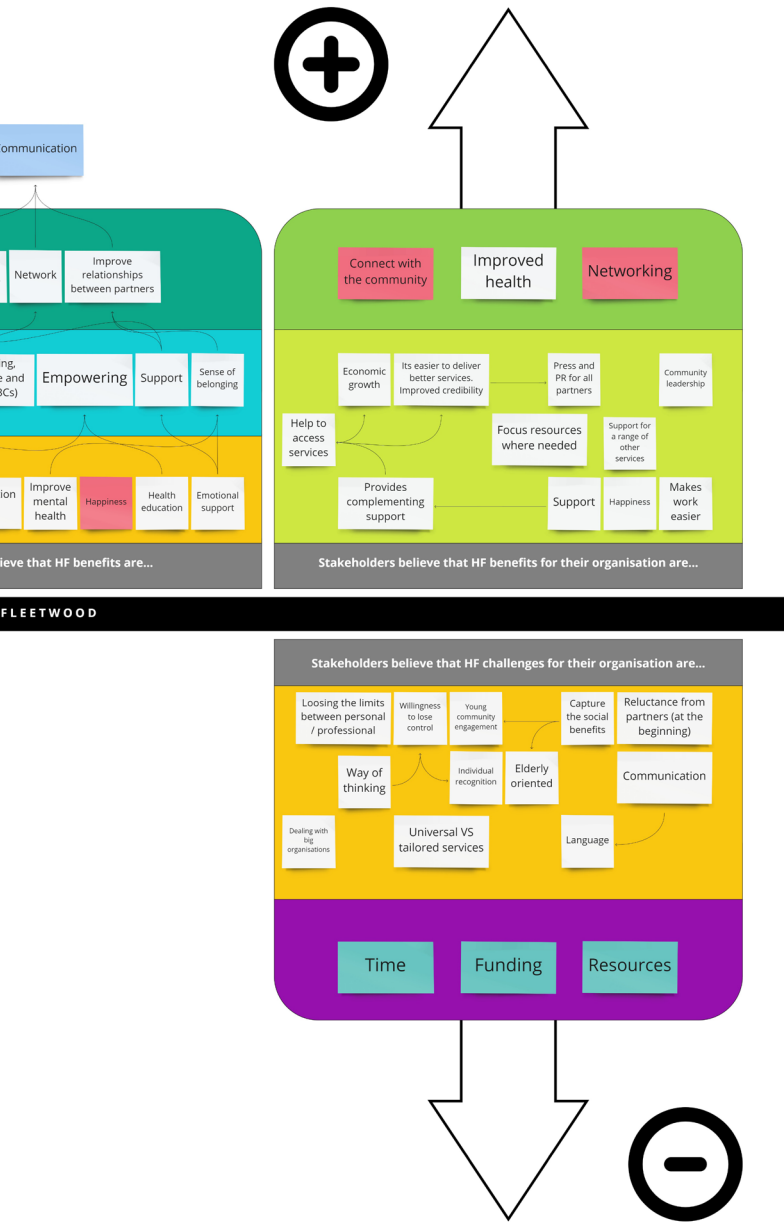 ommunication
Network
Improve
relationships
between partners
ng,
e and
BCs)
Empowering
Support
Sense of
belonging
ion
Improve
mental
health
Happiness
Health
education
Emotional
support
ieve that HF benefits are...
Connect with
the community
Improved
health
Networking
Economic
growth
Its easier to deliver
better services.
Improved credibility
Press and
PR for all
partners
Community
leadership
Help to
access
services
Focus resources
where needed
Support for
a range of
other
services
Provides
complementing
support
Support
Happiness
Makes
work
easier
Stakeholders believe that HF benefits for their organisation are...
FLEETWOOD
Stakeholders believe that HF challenges for their organisation are...
Loosing the limits
between personal
/ professional
Willingness
to lose
control
Young
community
engagement
Capture
the social
benefits
Reluctance from
partners (at the
beginning)
Way of
thinking
Individual
recognition
Elderly
oriented
Communication
Dealing with
big
organisations
Universal VS
tailored services
Language
Time
Funding
Resources